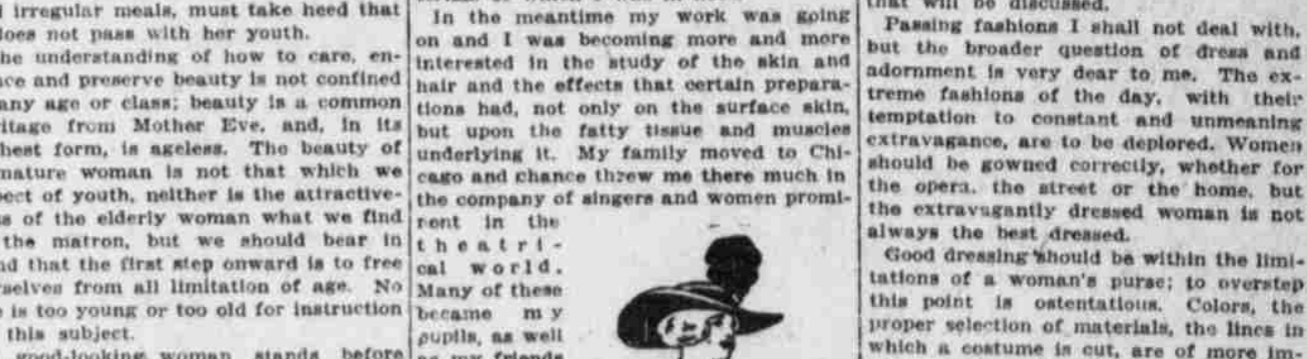 irregular meals, must take heed that
does not pass with her youth.
he understanding of how to care, en-
nce and preserve beauty is not confined
any age or class; beauty is a common
ritage from Mother Eve, and, in its
hest form, is ageless. The beauty of
mature woman is not that which we
pect of youth, neither is the attractive-
ss of the elderly woman what we find
the matron, but we should bear in
nd that the first step onward is to free
rselves from all limitation of age. No
e is too young or too old for instruction
this subject.
good-looking woman stands before
In the meantime my work was going
on and I was becoming more and more
interested in the study of the skin and
hair and the effects that certain prepara-
tions had, not only on the surface skin,
but upon the fatty tissue and muscles
underlying it. My family moved to Chi-
cago and chance threw me there much in
the company of singers and women promi-
rent in the
theatri-
cal world.
Many of these
became my
pupils, as well
as my friends
that will be discussed.
Passing fashions I shall not deal with,
but the broader question of dress and
adornment is very dear to me. The ex-
treme fashions of the day, with their
temptation to constant and unmeaning
extravagance, are to be deplored. Women
should be gowned correctly, whether for
the opera, the street or the home, but
the extravagantly dressed woman is not
always the best dressed.
Good dressing should be within the limi-
tations of a woman's purse; to overstep
this point is ostentatious. Colors, the
proper selection of materials, the lines in
which a costume is cut, are of more im-